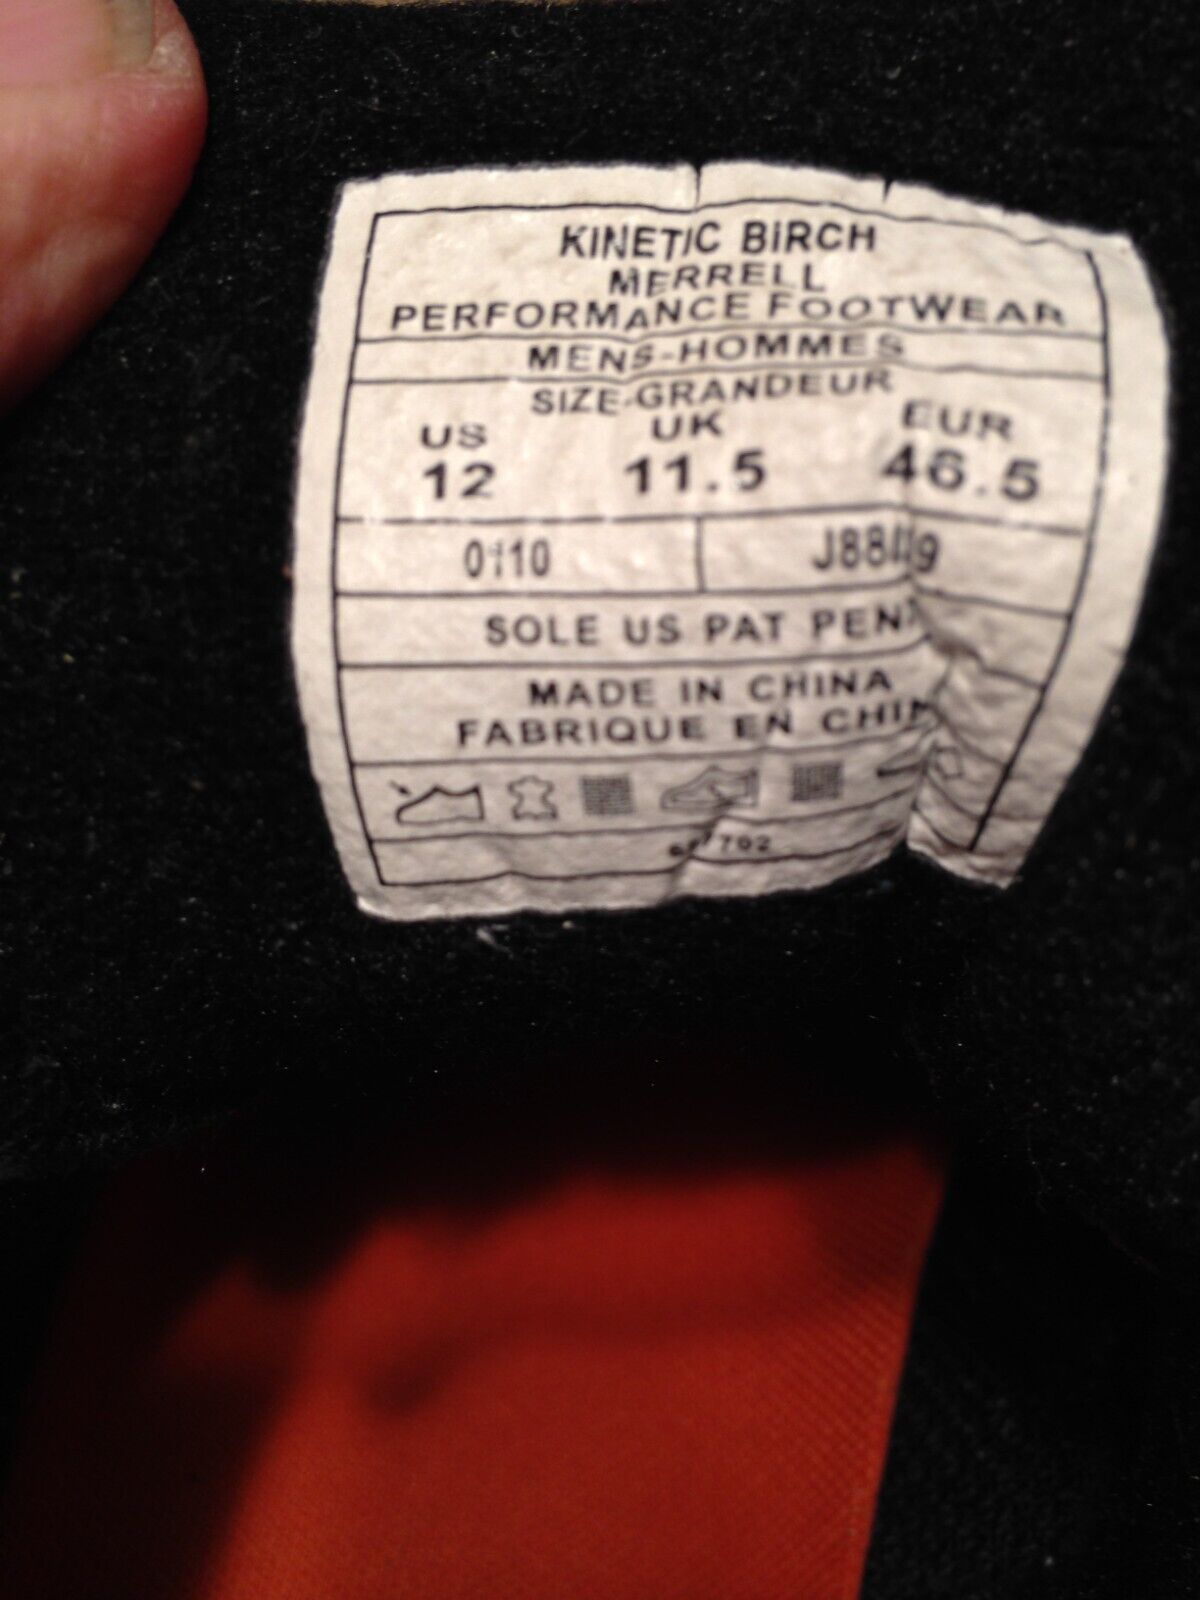 KINETIC BIRCH
MERRELL
PERFORMANCE FOOTWEAR
MENS-HOMMES
SIZE-GRANDEUR
US UK EUR
12 11.5 46.5
0110
SOLE US PAT PEN
MADE IN CHINA
FABRIQUE EN CHIN